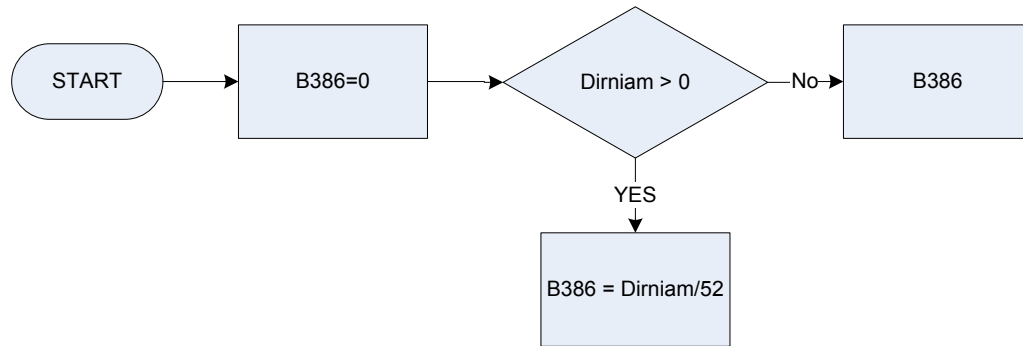 START
B386=0
Dirniam > 0
No
B386
YES
B386 = Dirniam/52